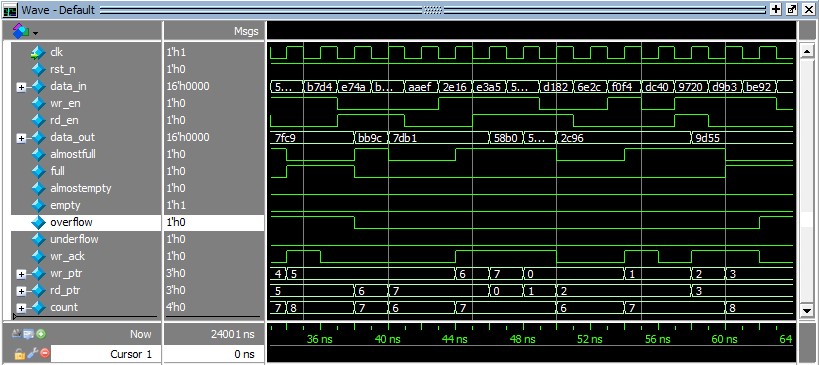 Wave - Default
Msgs
clk 1'h1
rst_n 1'h0
data_in 16'h0000 5... b7d4 e74a b... aaef 2e16 e3a5 5... d182 6e2c f0f4 dc40 9720 d9b3 be92
wr_en 1'h0
rd_en 1'h0
data_out 16'h0000 7fc9 bb9c 7db1 58b0 5... 2c96 9d55
almostfull 1'h0
full 1'h0
almostempty 1'h0
empty 1'h1
overflow 1'h0
underflow 1'h0
wr_ack 1'h0
wr_ptr 3'h0 4 5 6 7 0 1 2 3
rd_ptr 3'h0 5 6 7 0 1 2 3
count 4'h0 7 8 7 6 7 6 7 8
Now 24001 ns 36 ns 40 ns 44 ns 48 ns 52 ns 56 ns 60 ns 64
Cursor 1 0 ns